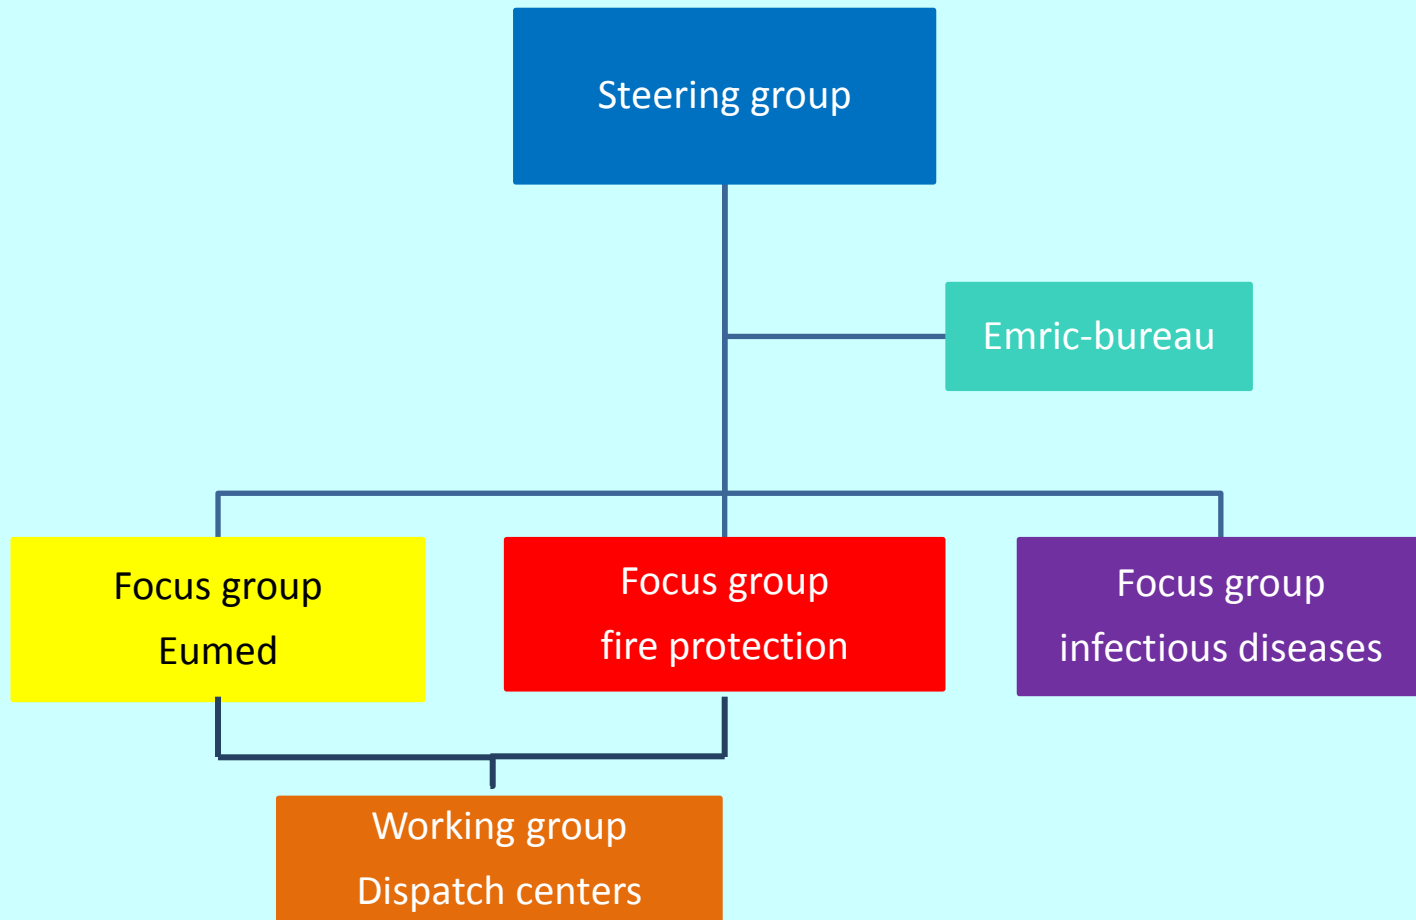 Steering group
Emric-bureau
Focus group
Eumed
Focus group
fire protection
Focus group
infectious diseases
Working group
Dispatch centers